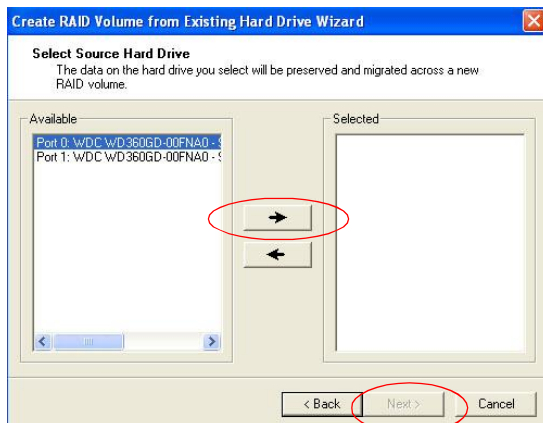 Create RAID Volume from Existing Hard Drive Wizard
Select Source Hard Drive
The data on the hard drive you select will be preserved and migrated across a new
RAID volume.
Available
Selected
Port 0: WDC WD360GD-00FNA0 - S
Port 1: WDC WD360GD-00FNA0 - S
< Back
Next >
Cancel